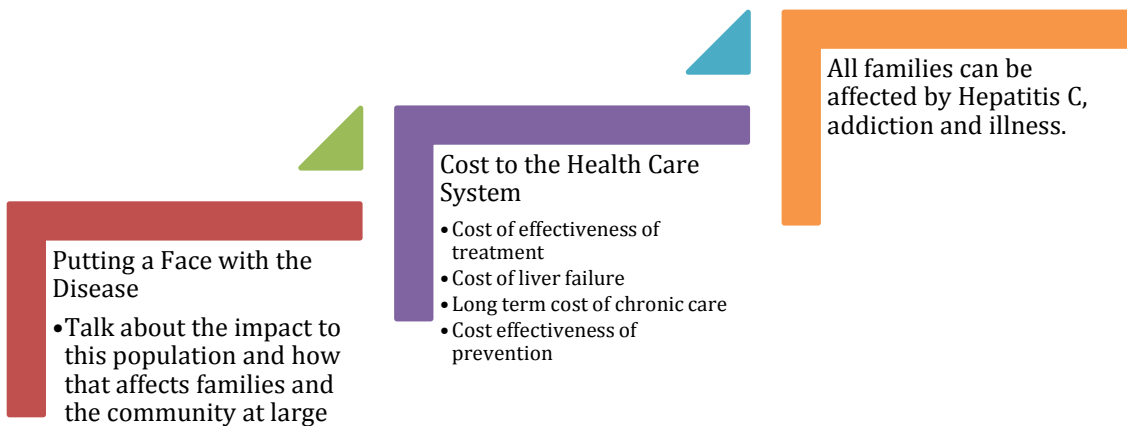 Putting a Face with the
Disease
•Talk about the impact to
this population and how
that affects families and
the community at large
Cost to the Health Care
System
•Cost of effectiveness of
treatment
•Cost of liver failure
•Long term cost of chronic care
•Cost effectiveness of
prevention
All families can be
affected by Hepatitis C,
addiction and illness.